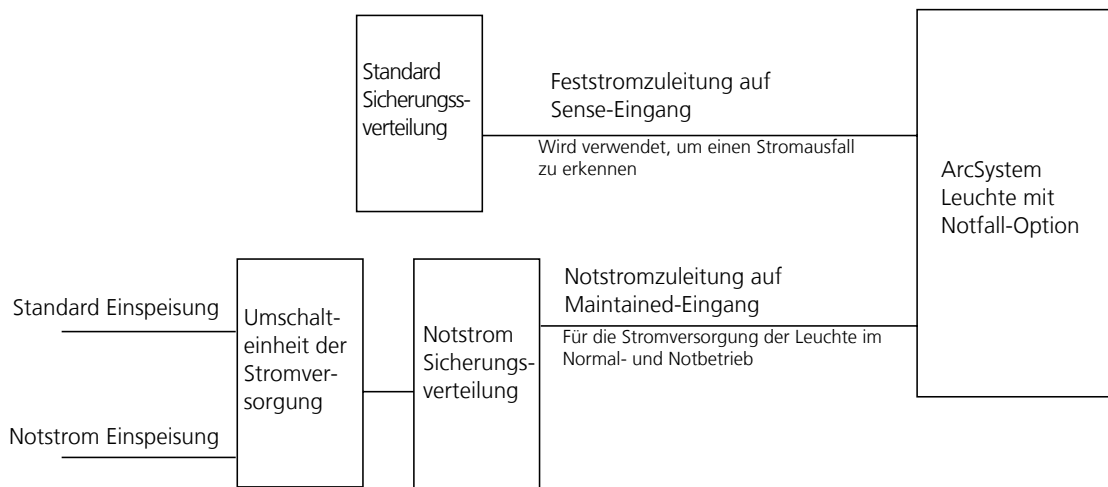 Standard
Sicherungss-
verteilung
Feststromzuleitung auf
Sense-Eingang
Wird verwendet, um einen Stromausfall
zu erkennen
ArcSystem
Leuchte mit
Notfall-Option
Standard Einspeisung
Notstrom Einspeisung
Umschalt-
einheit der
Stromver-
sorgung
Notstrom
Sicherungs-
verteilung
Notstromzuleitung auf
Maintained-Eingang
Für die Stromversorgung der Leuchte im
Normal- und Notbetrieb